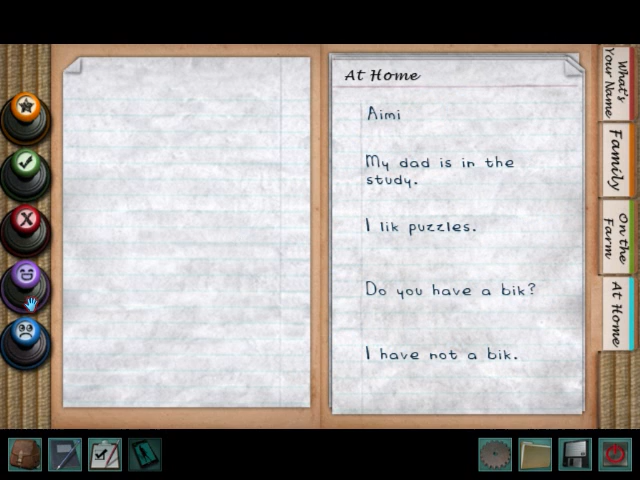 At Home
Aimi
My dad is in the
study.
I lik puzzles.
Do you have a bik?
I have not a bik.
What's
Your Name
Family
On the
Farm
At Home